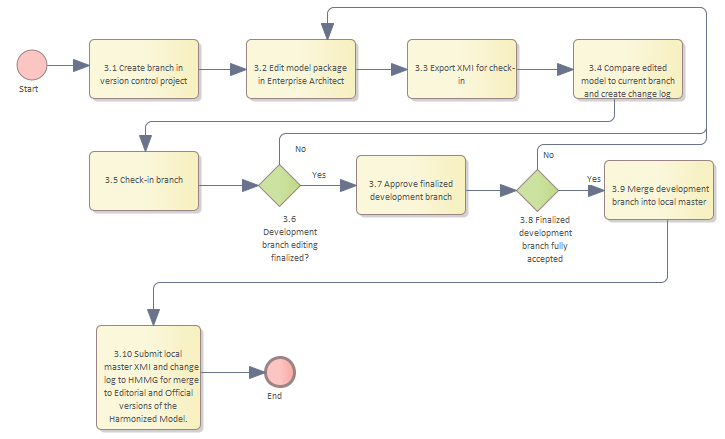 Start
3.1 Create branch in
version control project
3.2 Edit model package
in Enterprise Architect
3.3 Export XMI for check-
in
3.4 Compare edited
model to current branch
and create change log
3.5 Check-in branch
No
Yes
3.6
Development
branch editing
finalized?
3.7 Approve finalized
development branch
No
Yes
3.8 Finalized
development
branch fully
accepted
3.9 Merge development
branch into local master
3.10 Submit local
master XMI and change
log to HMMG for merge
to Editorial and Official
versions of the
Harmonized Model.
End